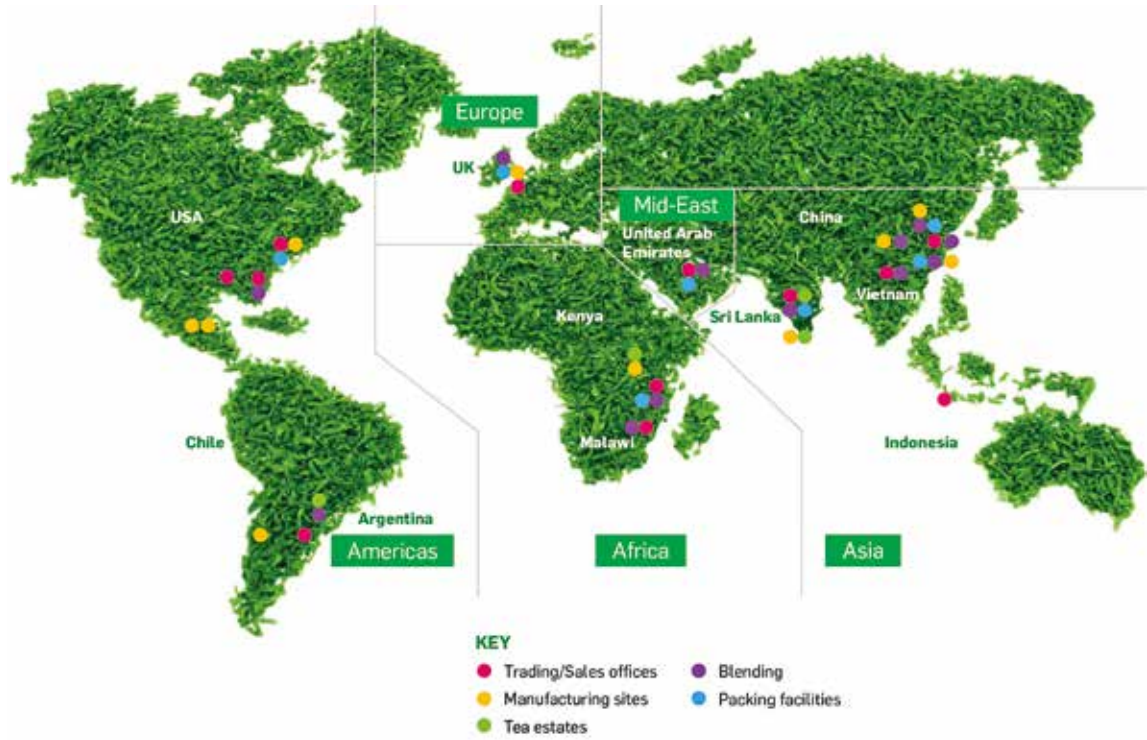 Europe
UK
USA
Mid-East
United Arab
Emirates
China
Vietnam
Sri Lanka
Kenya
Chile
Malawi
Indonesia
Argentina
Americas
Africa
Asia
KEY
Trading/Sales offices
Manufacturing sites
Tea estates
Blending
Packing facilities